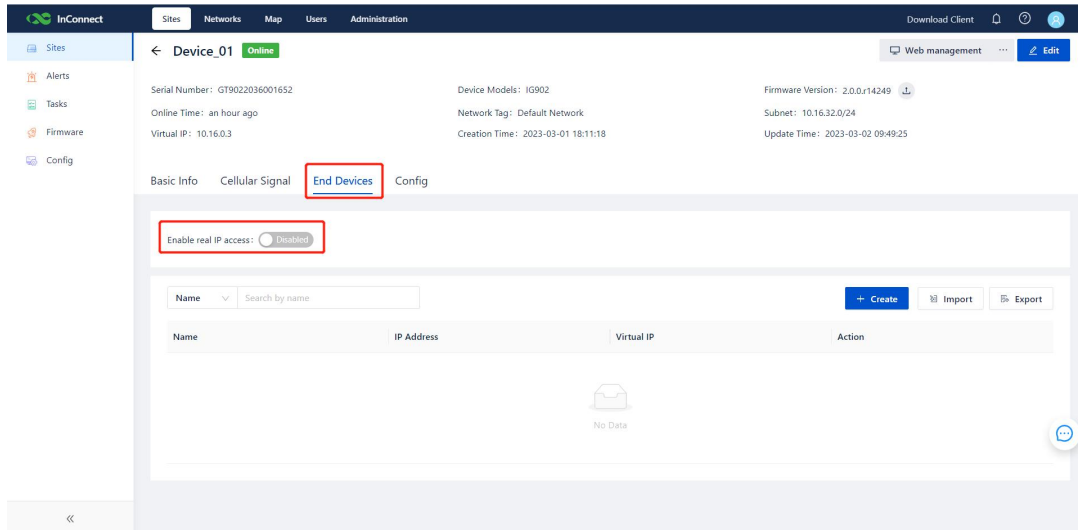 InConnect Sites Networks Map Users Administration Download Client
Sites
Alerts
Tasks
Firmware
Config
Device_01 Online Web management ... Edit
Serial Number: GT9022036001652 Device Models: IG902 Firmware Version: 2.0.0.r14249
Online Time: an hour ago Network Tag: Default Network Subnet: 10.16.32.0/24
Virtual IP: 10.16.0.3 Creation Time: 2023-03-01 18:11:18 Update Time: 2023-03-02 09:49:25
Basic Info Cellular Signal End Devices Config
Enable real IP access: Disabled
Name Search by name + Create Import Export
Name IP Address Virtual IP Action
No Data